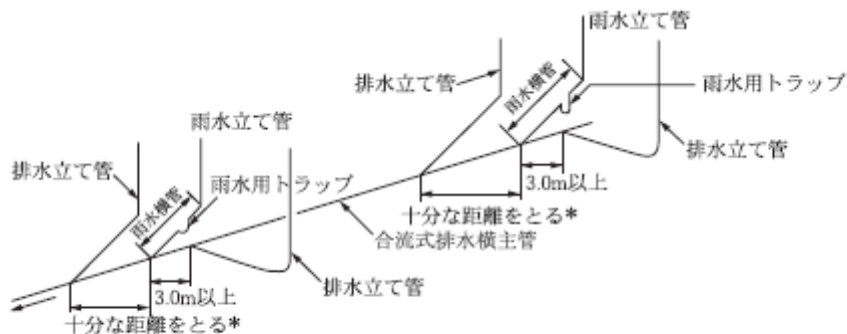 雨水立て管
排水立て管
雨水横管
雨水用トラップ
排水立て管
3.0m以上
十分な距離をとる*
合流式排水横主管
雨水立て管
排水立て管
雨水横管
雨水用トラップ
排水立て管
3.0m以上
十分な距離をとる*